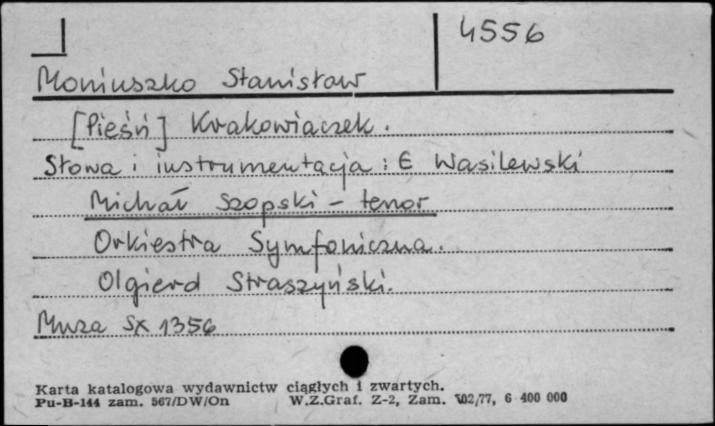 4556
Moniuszko Stanisław
[Pieśń] Krakowiaczek.
Słowa i instrumentacja: E Wasilewski
Michał Szopski - tenor
Orkiestra Symfoniczna.
Olgierd Straszyński.
Muza SX 1356
Karta katalogowa wydawnictw ciągłych i zwartych.
Pu-B-144 zam. 567/DW/On W.Z.Graf. Z-2, Zam. 102/77, 6 400 000